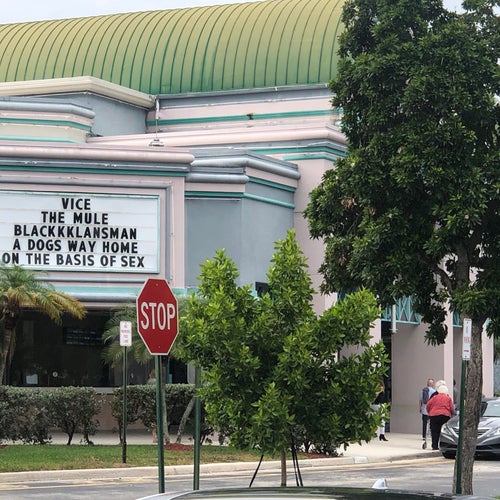 VICE
THE MULE
BLACKKKLANSMAN
A DOGS WAY HOME
ON THE BASIS OF SEX
STOP